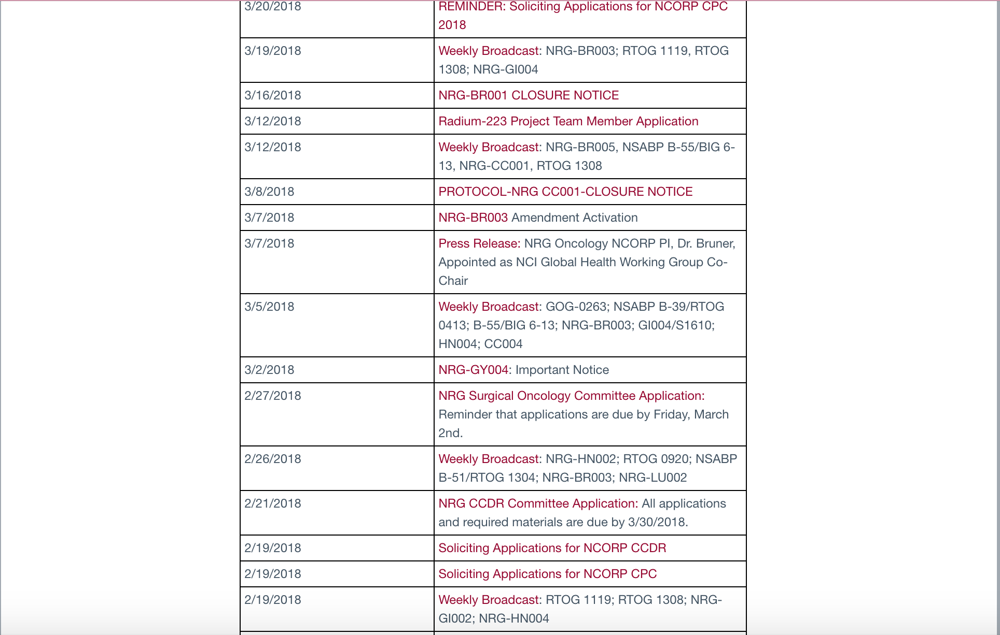 3/20/2018
REMINDER: Soliciting Applications for NCORP CPC
2018
3/19/2018
Weekly Broadcast: NRG-BR003; RTOG 1119, RTOG
1308; NRG-GI004
3/16/2018
NRG-BR001 CLOSURE NOTICE
3/12/2018
Radium-223 Project Team Member Application
3/12/2018
Weekly Broadcast: NRG-BR005, NSABP B-55/BIG 6-
13, NRG-CC001, RTOG 1308
3/8/2018
PROTOCOL-NRG CC001-CLOSURE NOTICE
3/7/2018
NRG-BR003 Amendment Activation
3/7/2018
Press Release: NRG Oncology NCORP PI, Dr. Bruner,
Appointed as NCI Global Health Working Group Co-
Chair
3/5/2018
Weekly Broadcast: GOG-0263; NSABP B-39/RTOG
0413; B-55/BIG 6-13; NRG-BR003; GI004/S1610;
HN004; CC004
3/2/2018
NRG-GY004: Important Notice
2/27/2018
NRG Surgical Oncology Committee Application:
Reminder that applications are due by Friday, March
2nd.
2/26/2018
Weekly Broadcast: NRG-HN002; RTOG 0920; NSABP
B-51/RTOG 1304; NRG-BR003; NRG-LU002
2/21/2018
NRG CCDR Committee Application: All applications
and required materials are due by 3/30/2018.
2/19/2018
Soliciting Applications for NCORP CCDR
2/19/2018
Soliciting Applications for NCORP CPC
2/19/2018
Weekly Broadcast: RTOG 1119; RTOG 1308; NRG-
GI002; NRG-HN004